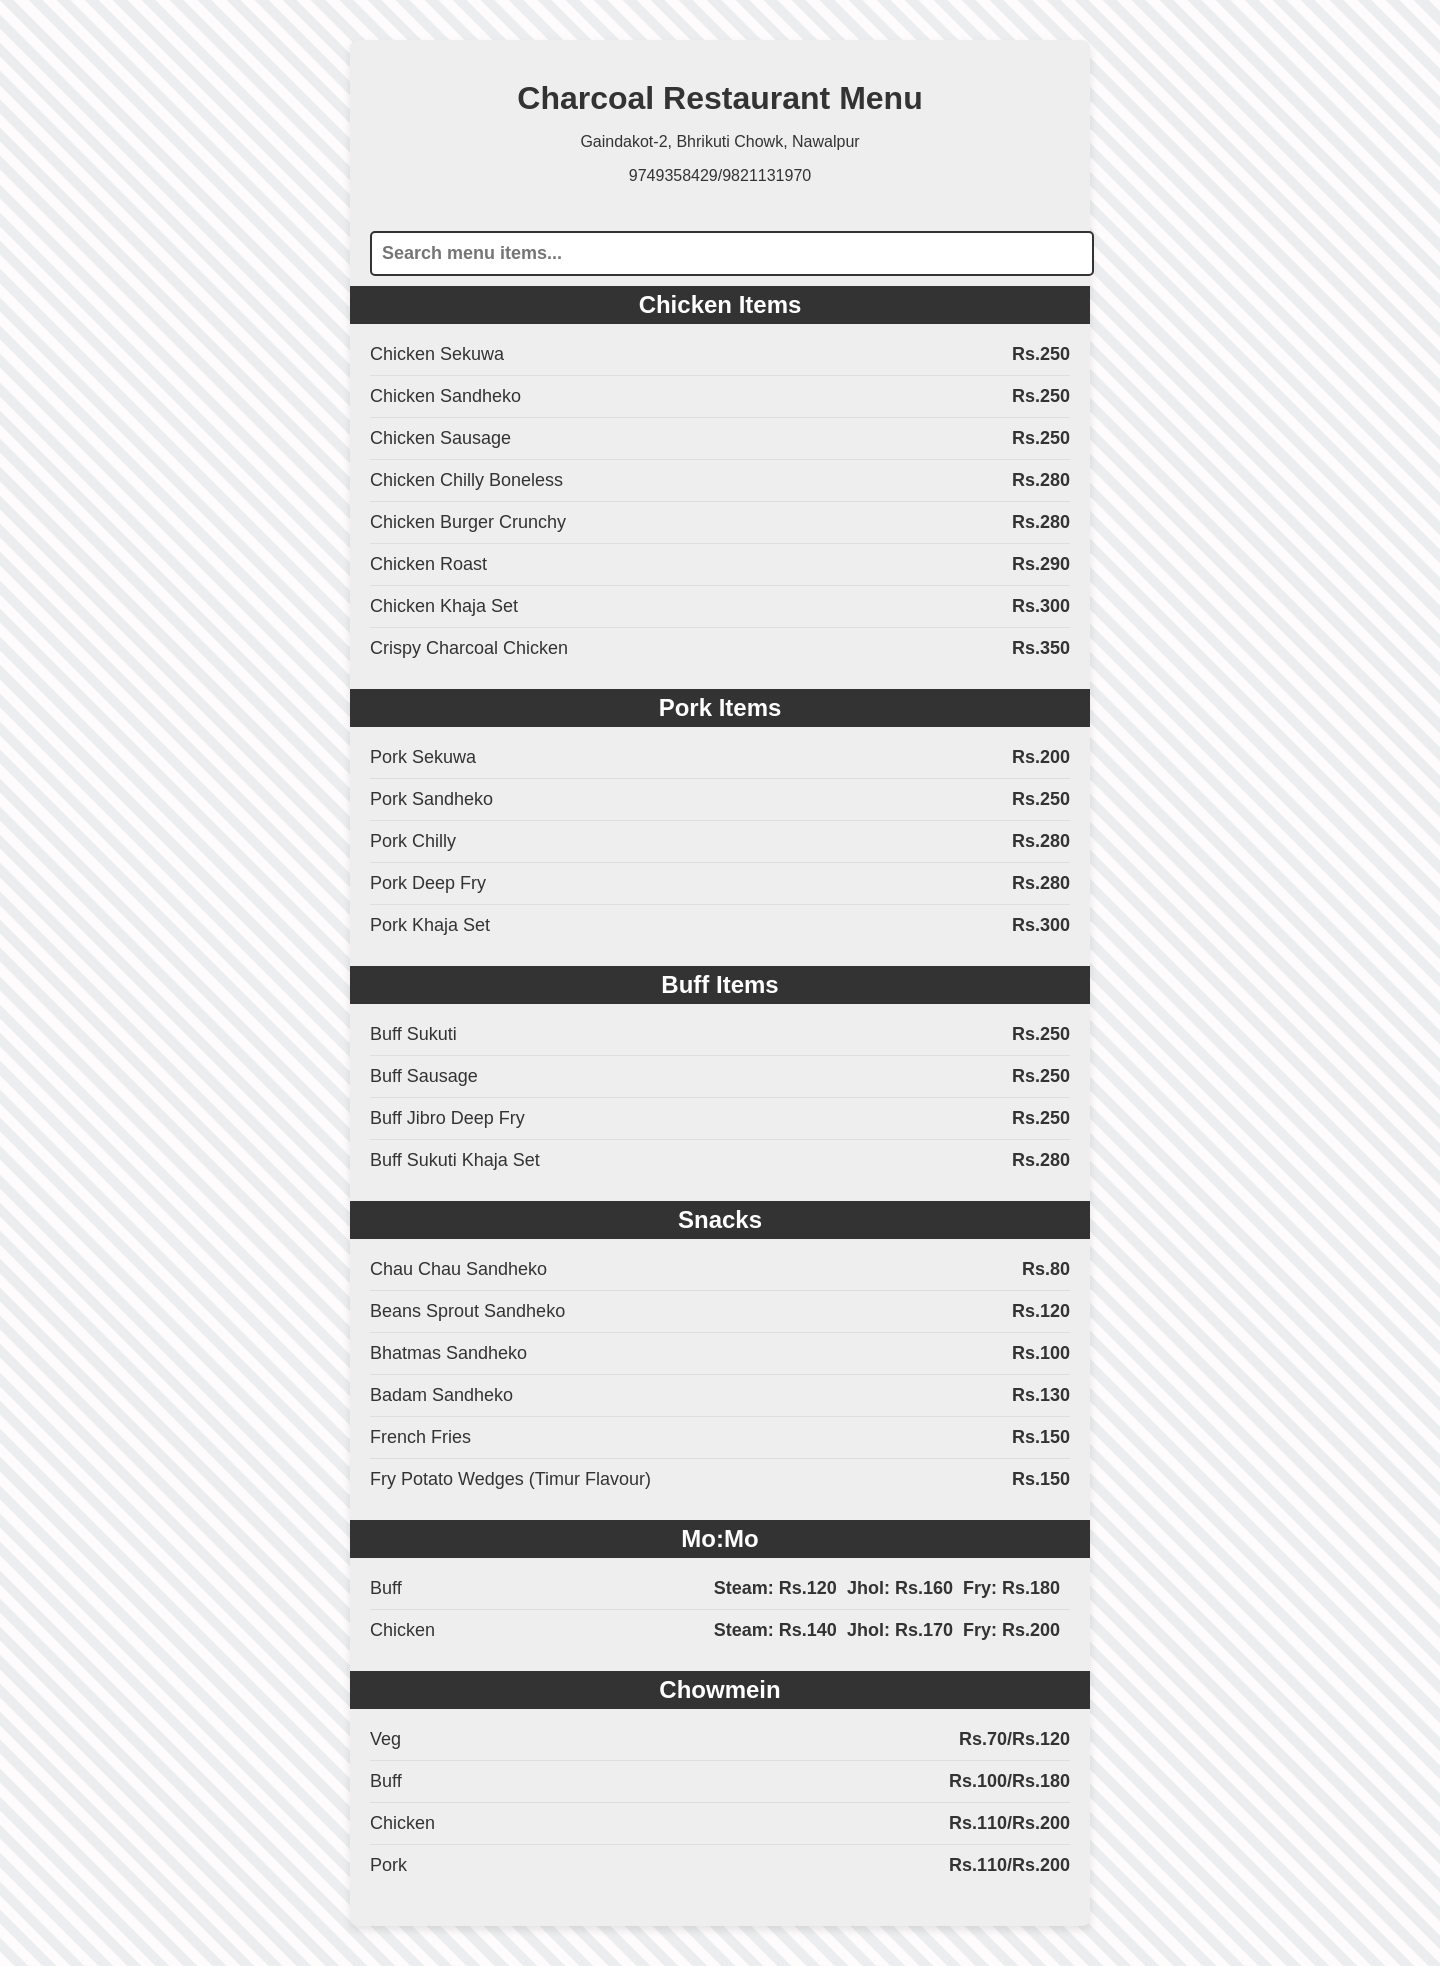 Charcoal Restaurant Menu
Gaindakot-2, Bhrikuti Chowk, Nawalpur
9749358429/9821131970
Search menu items...
Chicken Items
Chicken Sekuwa Rs.250
Chicken Sandheko Rs.250
Chicken Sausage Rs.250
Chicken Chilly Boneless Rs.280
Chicken Burger Crunchy Rs.280
Chicken Roast Rs.290
Chicken Khaja Set Rs.300
Crispy Charcoal Chicken Rs.350
Pork Items
Pork Sekuwa Rs.200
Pork Sandheko Rs.250
Pork Chilly Rs.280
Pork Deep Fry Rs.280
Pork Khaja Set Rs.300
Buff Items
Buff Sukuti Rs.250
Buff Sausage Rs.250
Buff Jibro Deep Fry Rs.250
Buff Sukuti Khaja Set Rs.280
Snacks
Chau Chau Sandheko Rs.80
Beans Sprout Sandheko Rs.120
Bhatmas Sandheko Rs.100
Badam Sandheko Rs.130
French Fries Rs.150
Fry Potato Wedges (Timur Flavour) Rs.150
Mo:Mo
Buff Steam: Rs.120 Jhol: Rs.160 Fry: Rs.180
Chicken Steam: Rs.140 Jhol: Rs.170 Fry: Rs.200
Chowmein
Veg Rs.70/Rs.120
Buff Rs.100/Rs.180
Chicken Rs.110/Rs.200
Pork Rs.110/Rs.200